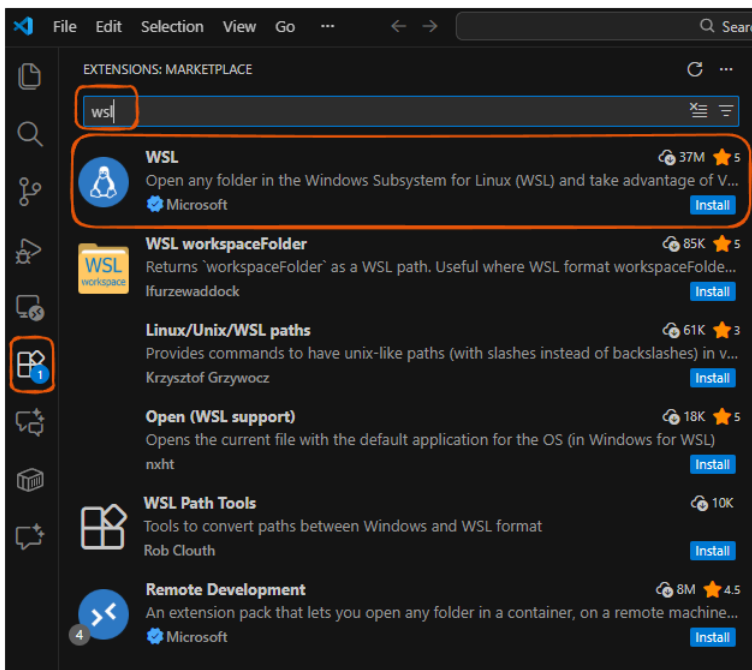 File Edit Selection View Go ··· Sear
EXTENSIONS: MARKETPLACE
wsl
WSL 37M 5
Open any folder in the Windows Subsystem for Linux (WSL) and take advantage of V...
Microsoft Install
WSL workspaceFolder 85K 5
WSL
workspace
Returns `workspaceFolder` as a WSL path. Useful where WSL format workspaceFolde...
lfurzewaddock Install
Linux/Unix/WSL paths 61K 3
Provides commands to have unix-like paths (with slashes instead of backslashes) in v...
Krzysztof Grzywocz Install
1
Open (WSL support) 18K 5
Opens the current file with the default application for the OS (in Windows for WSL)
nxht Install
WSL Path Tools 10K
Tools to convert paths between Windows and WSL format
Rob Clouth Install
Remote Development 8M 4.5
An extension pack that lets you open any folder in a container, on a remote machine...
4 Microsoft Install